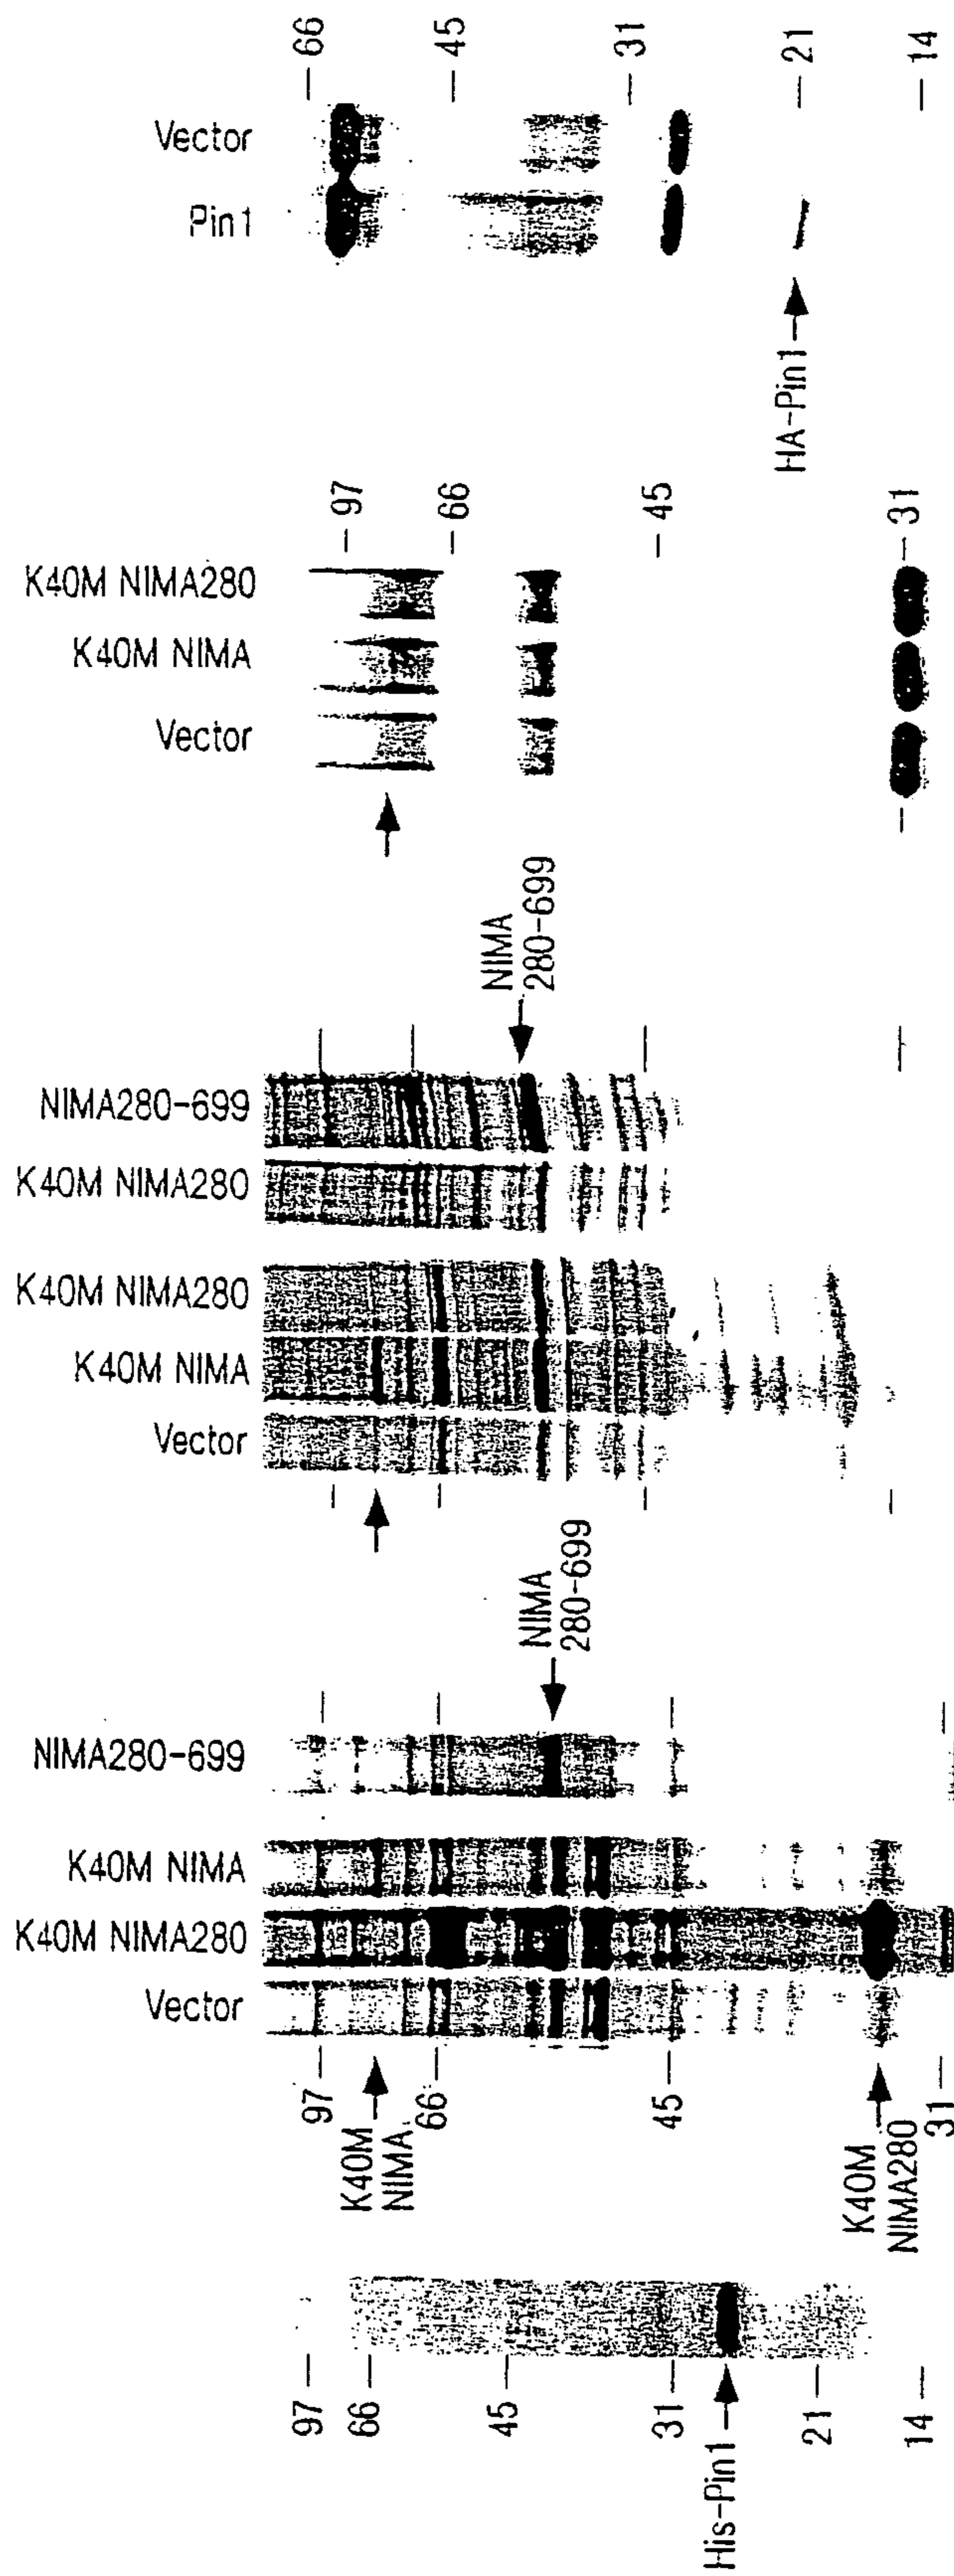 Vector
Pin1
– 66
– 45
– 31
– 21
– 14
HA-Pin1
K40M NIMA280
K40M NIMA
Vector
– 97
– 66
– 45
– 31
NIMA280-699
K40M NIMA280
K40M NIMA280
K40M NIMA
Vector
NIMA
280-699
NIMA280-699
K40M NIMA
K40M NIMA280
Vector
NIMA
280-699
97 –
K40M
NIMA
66 –
45 –
K40M
NIMA280
31 –
97 –
66 –
45 –
31 –
His-Pin1
21 –
14 –